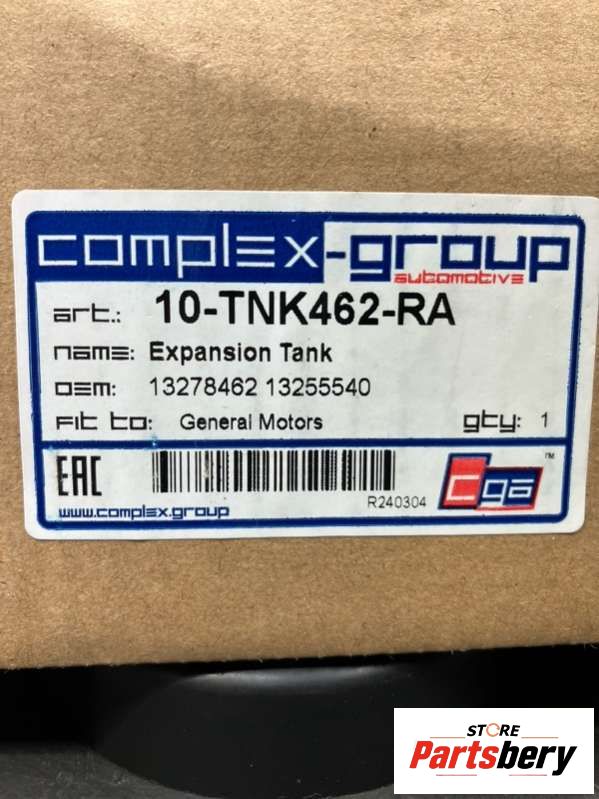 complex-group
automotive
art.: 10-TNK462-RA
name: Expansion Tank
oem: 13278462 13255540
Fit to: General Motors qty: 1
EAC
R240304
cga ™
www.complex.group
STORE
Partsbery